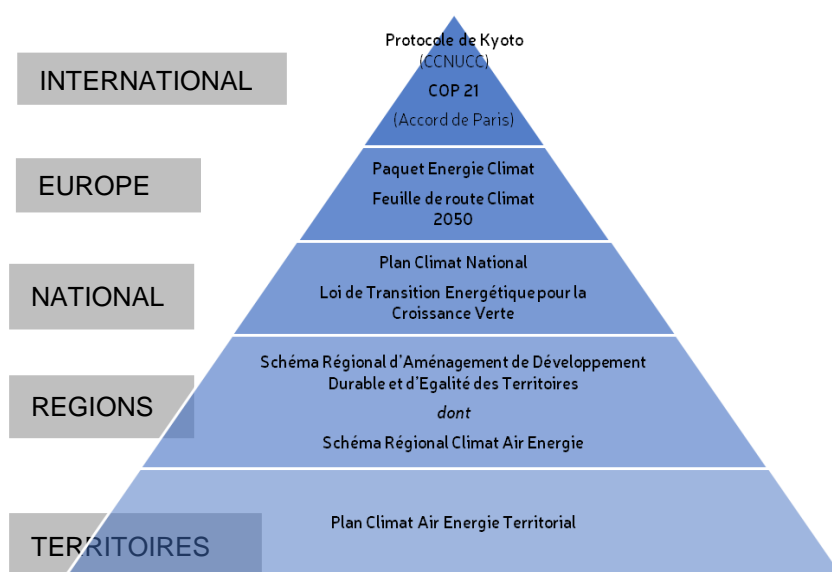 INTERNATIONAL
Protocole de Kyoto
(CCNUCC)
COP 21
(Accord de Paris)
EUROPE
Paquet Energie Climat
Feuille de route Climat
2050
NATIONAL
Plan Climat National
Loi de Transition Energétique pour la
Croissance Verte
REGIONS
Schéma Régional d'Aménagement de Développement
Durable et d'Egalité des Territoires
dont
Schéma Régional Climat Air Energie
TERRITOIRES
Plan Climat Air Energie Territorial